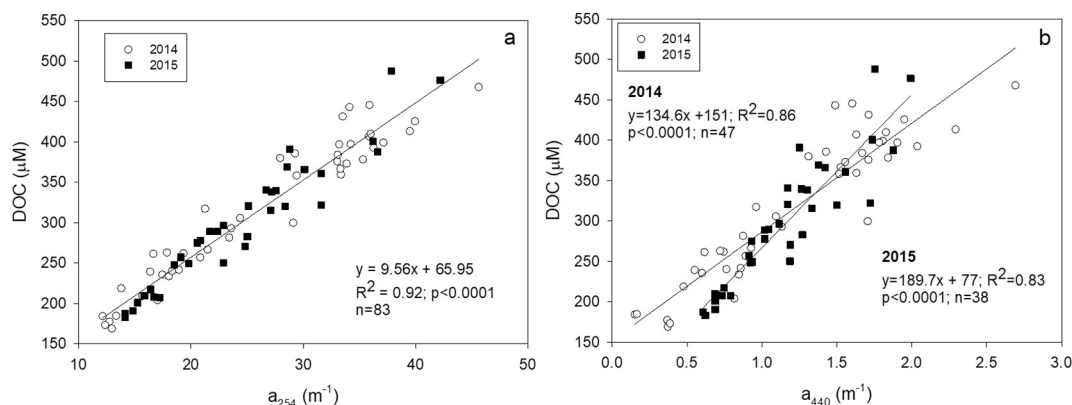 a
2014
2015
550
500
450
400
350
300
250
200
150
DOC (μM)
y = 9.56x + 65.95
R² = 0.92; p<0.0001
n=83
10 20 30 40 50
a₂₅₄ (m⁻¹)
b
2014
2015
550
500
450
400
350
300
250
200
150
DOC (μM)
2014
y=134.6x +151; R²=0.86
p<0.0001; n=47
2015
y=189.7x + 77; R²=0.83
p<0.0001; n=38
0.0 0.5 1.0 1.5 2.0 2.5 3.0
a₄₄₀ (m⁻¹)